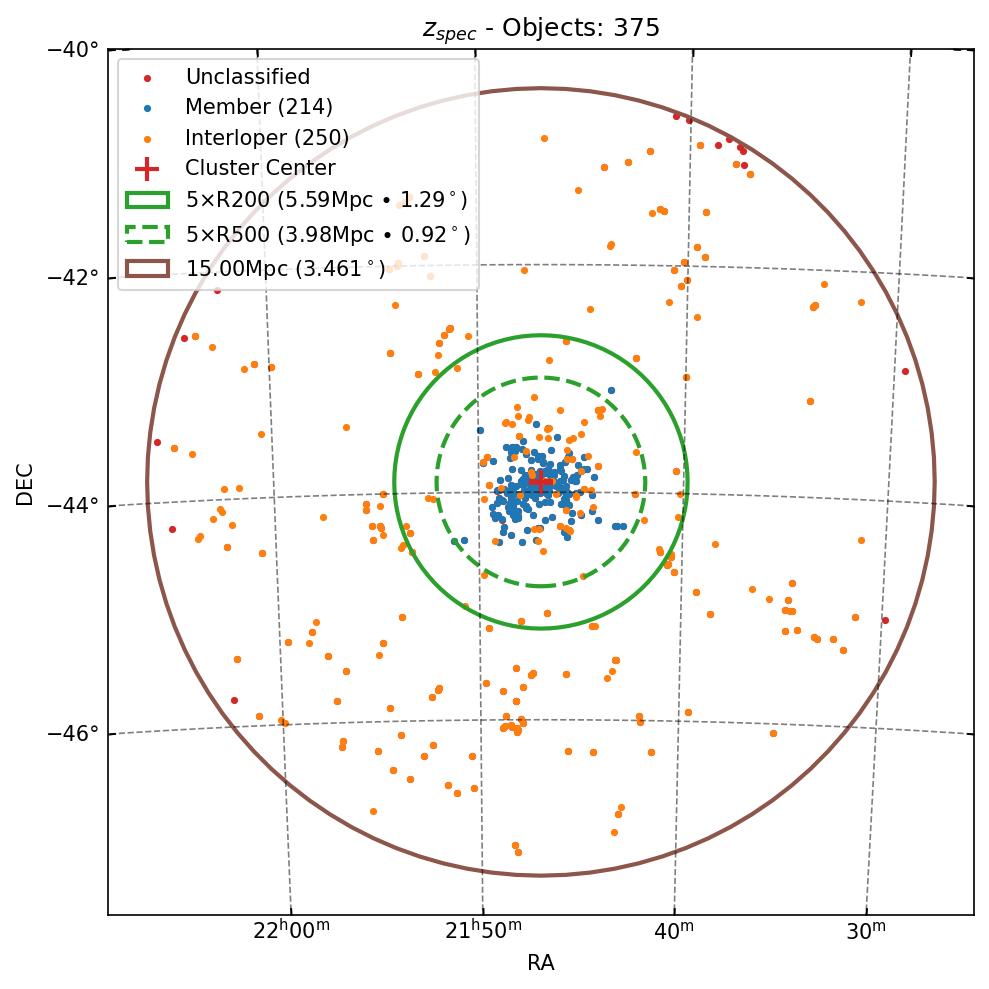 z_spec - Objects: 375
Unclassified
Member (214)
Interloper (250)
Cluster Center
5×R200 (5.59Mpc • 1.29°)
5×R500 (3.98Mpc • 0.92°)
15.00Mpc (3.461°)
−40°
−42°
−44°
−46°
DEC
22h00m
21h50m
40m
30m
RA